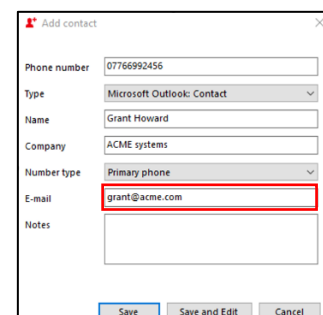 Add contact
Phone number 07766992456
Type Microsoft Outlook: Contact
Name Grant Howard
Company ACME systems
Number type Primary phone
E-mail grant@acme.com
Notes
Save Save and Edit Cancel